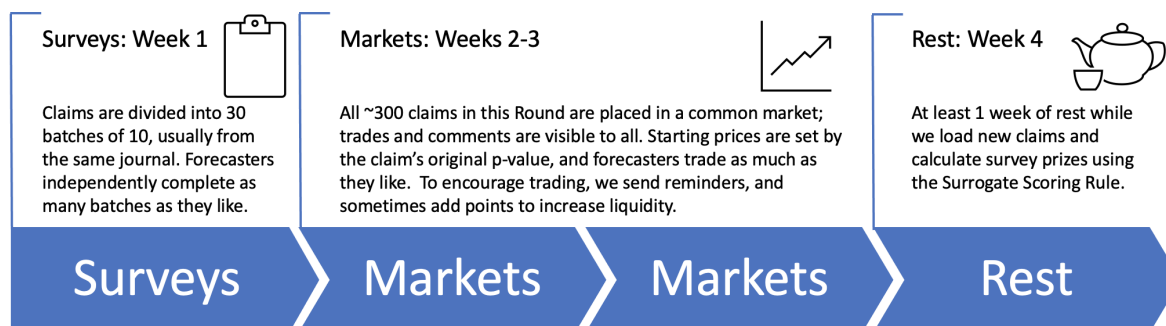 Surveys: Week 1
Claims are divided into 30
batches of 10, usually from
the same journal. Forecasters
independently complete as
many batches as they like.
Markets: Weeks 2-3
All ~300 claims in this Round are placed in a common market;
trades and comments are visible to all. Starting prices are set by
the claim’s original p-value, and forecasters trade as much as
they like.  To encourage trading, we send reminders, and
sometimes add points to increase liquidity.
Rest: Week 4
At least 1 week of rest while
we load new claims and
calculate survey prizes using
the Surrogate Scoring Rule.
Surveys
Markets
Markets
Rest